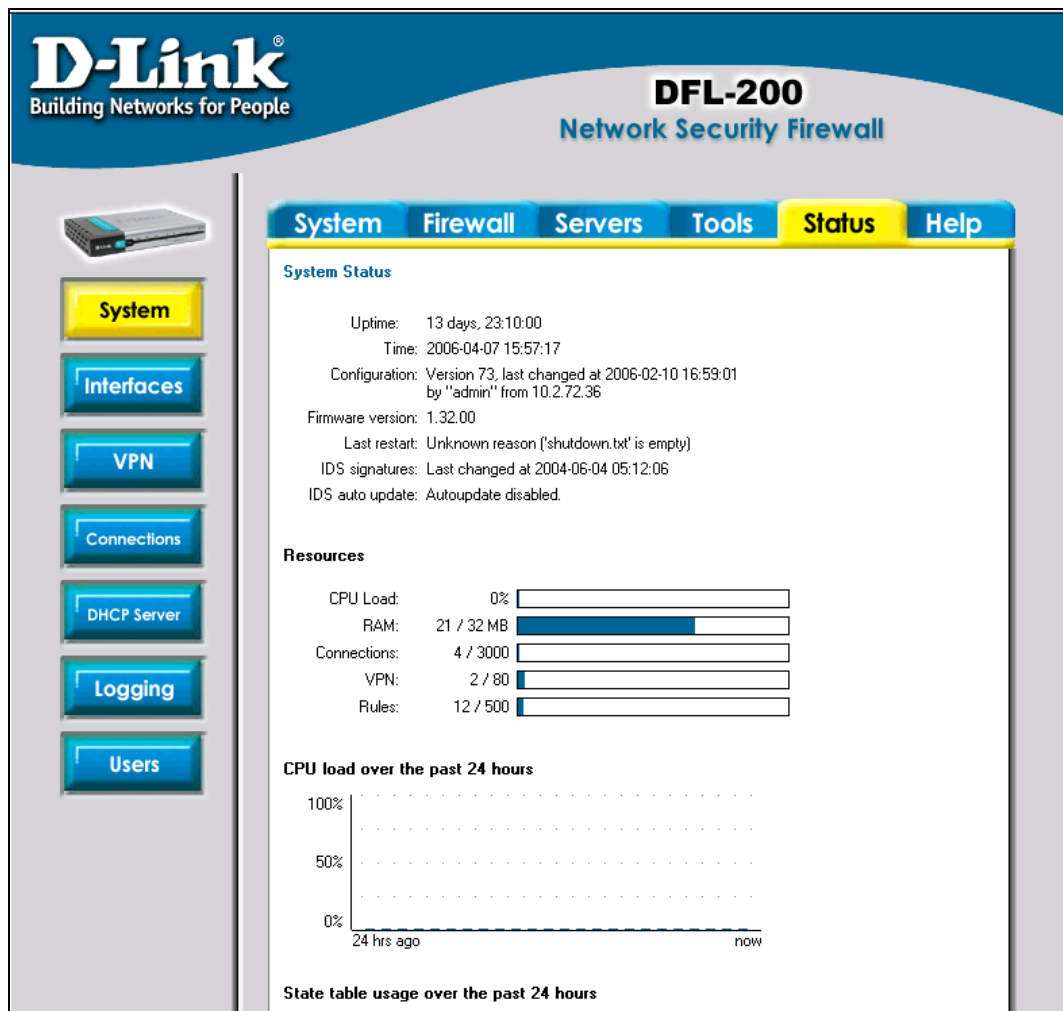 D-Link®
Building Networks for People
DFL-200
Network Security Firewall
System Firewall Servers Tools Status Help
System
Interfaces
VPN
Connections
DHCP Server
Logging
Users
System Status
Uptime: 13 days, 23:10:00
Time: 2006-04-07 15:57:17
Configuration: Version 73, last changed at 2006-02-10 16:59:01
by "admin" from 10.2.72.36
Firmware version: 1.32.00
Last restart: Unknown reason ('shutdown.txt' is empty)
IDS signatures: Last changed at 2004-06-04 05:12:06
IDS auto update: Autoupdate disabled.
Resources
CPU Load: 0%
RAM: 21 / 32 MB
Connections: 4 / 3000
VPN: 2 / 80
Rules: 12 / 500
CPU load over the past 24 hours
100%
50%
0%
24 hrs ago now
State table usage over the past 24 hours